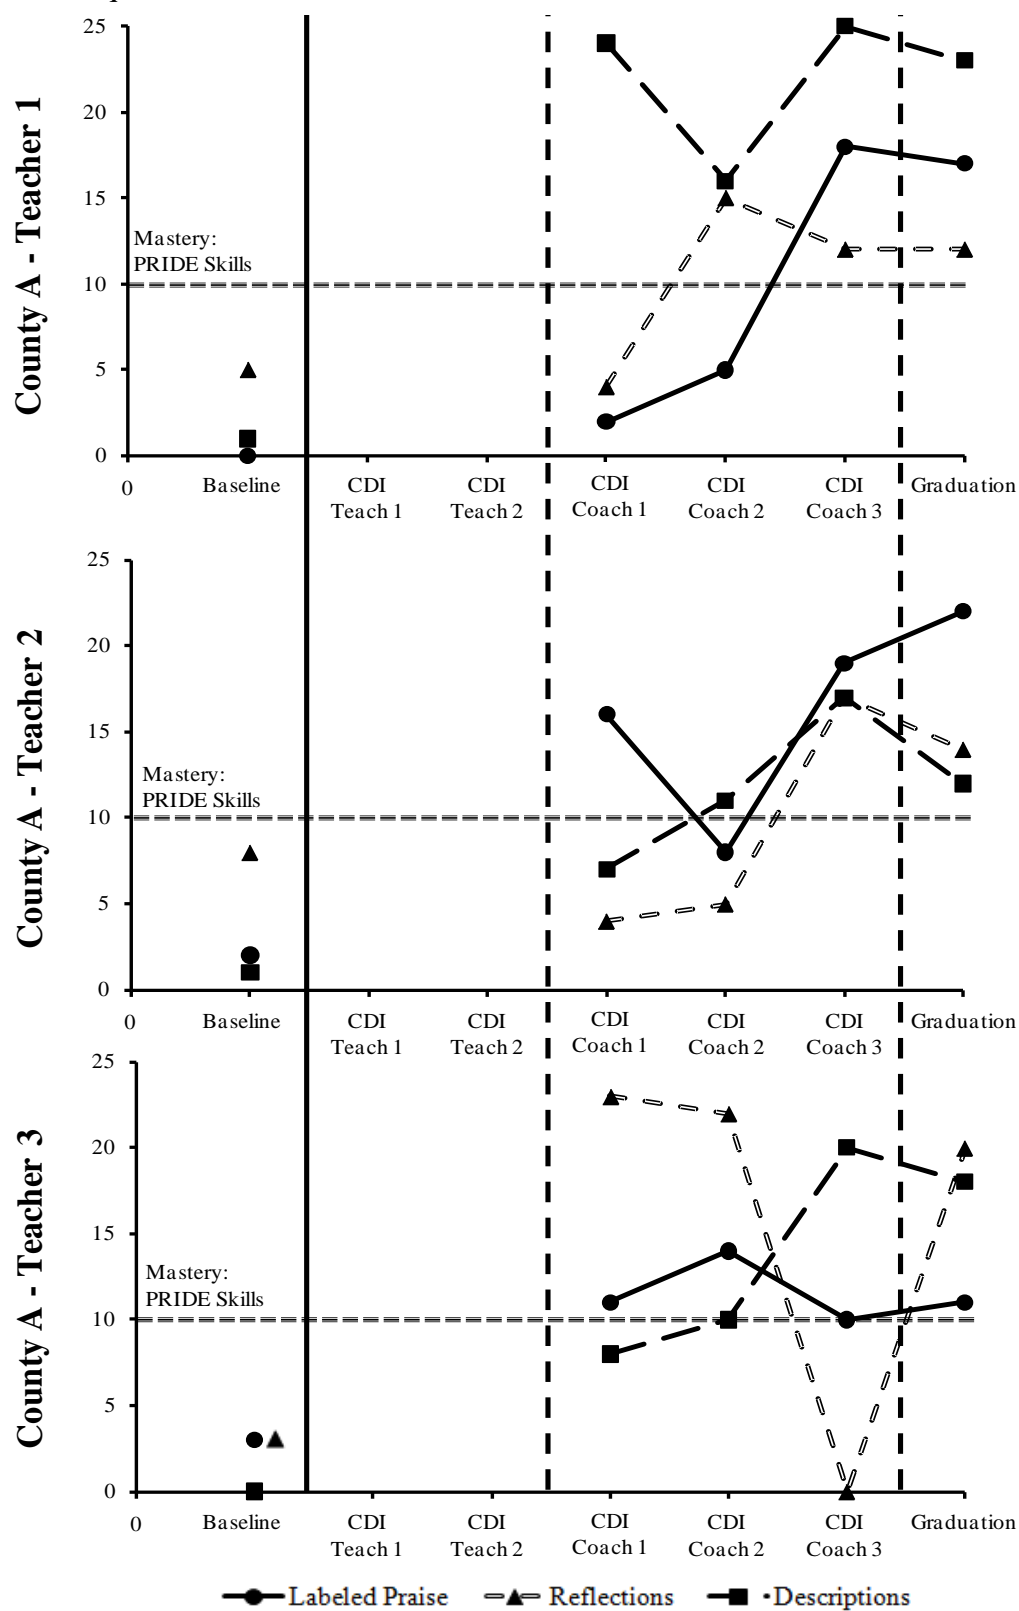 25
20
15
10
5
0
County A - Teacher 1
Mastery:
PRIDE Skills
0 Baseline CDI Teach 1 CDI Teach 2 CDI Coach 1 CDI Coach 2 CDI Coach 3 Graduation
25
20
15
10
5
0
County A - Teacher 2
Mastery:
PRIDE Skills
0 Baseline CDI Teach 1 CDI Teach 2 CDI Coach 1 CDI Coach 2 CDI Coach 3 Graduation
25
20
15
10
5
0
County A - Teacher 3
Mastery:
PRIDE Skills
0 Baseline CDI Teach 1 CDI Teach 2 CDI Coach 1 CDI Coach 2 CDI Coach 3 Graduation
Labeled Praise Reflections Descriptions